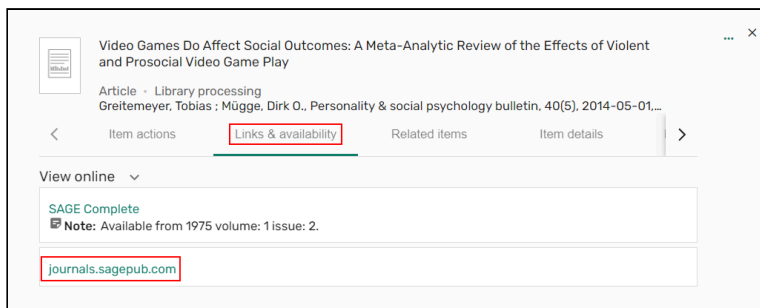 Video Games Do Affect Social Outcomes: A Meta-Analytic Review of the Effects of Violent
and Prosocial Video Game Play
Article • Library processing
Greitemeyer, Tobias ; Mügge, Dirk O., Personality & social psychology bulletin, 40(5), 2014-05-01,...
Item actions Links & availability Related items Item details
View online
SAGE Complete
Note: Available from 1975 volume: 1 issue: 2.
journals.sagepub.com